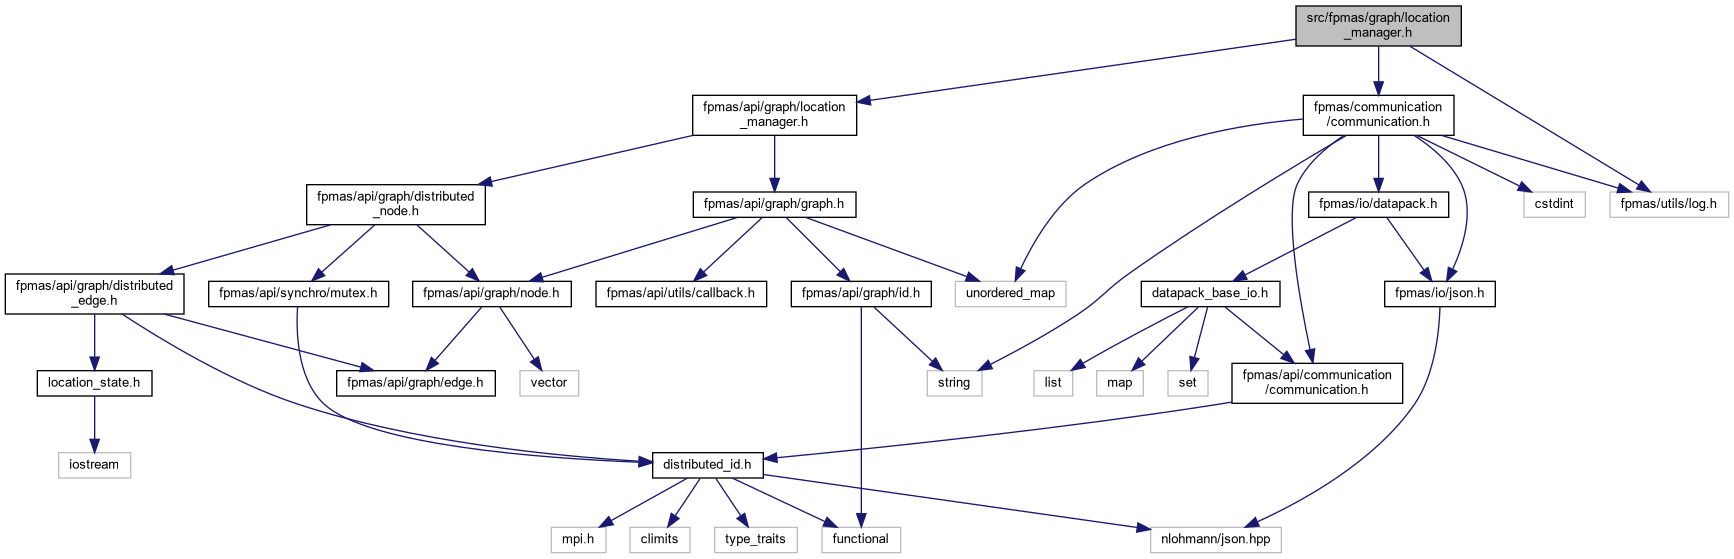 src/fpmas/graph/location
_manager.h
fpmas/api/graph/location
_manager.h
fpmas/communication
/communication.h
fpmas/api/graph/distributed
_node.h
fpmas/api/graph/graph.h
fpmas/io/datapack.h
cstdint
fpmas/utils/log.h
fpmas/api/graph/distributed
_edge.h
fpmas/api/synchro/mutex.h
fpmas/api/graph/node.h
fpmas/api/utils/callback.h
fpmas/api/graph/id.h
unordered_map
datapack_base_io.h
fpmas/io/json.h
location_state.h
fpmas/api/graph/edge.h
vector
string
list
map
set
fpmas/api/communication
/communication.h
iostream
distributed_id.h
mpi.h
climits
type_traits
functional
nlohmann/json.hpp